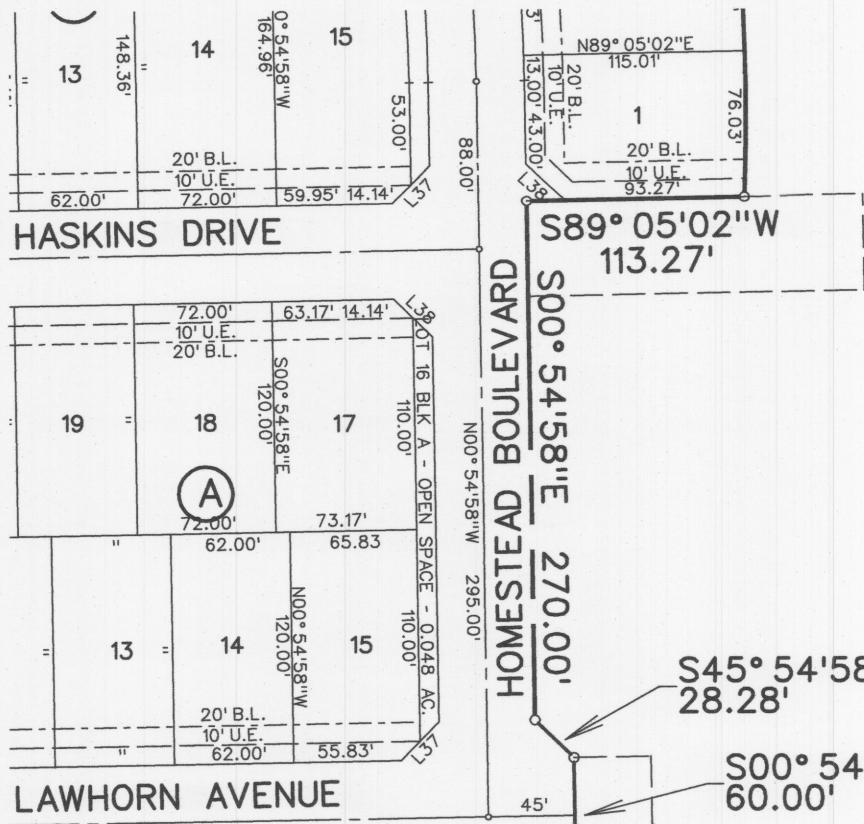 13
"
148.36'
"
14
0° 54'58"W
164.96'
15
53.00'
20' B.L.
10' U.E.
62.00'
72.00'
59.95' 14.14'
L37
88.00'
3'
13.00'
43.00'
10' U.E.
20' B.L.
N89° 05'02"E
115.01'
1
76.03'
20' B.L.
10' U.E.
93.27'
L38
HASKINS DRIVE
S89° 05'02"W
113.27'
72.00'
63.17' 14.14'
L38
10' U.E.
20' B.L.
"
19
"
18
S00° 54'58"E
120.00'
17
110.00'
LOT 16 BLK A - OPEN SPACE - 0.048 AC.
A
72.00'
73.17'
HOMESTEAD BOULEVARD
S00° 54'58"E 270.00'
N00° 54'58"W 295.00'
"
62.00'
65.83
"
13
"
14
N00° 54'58"W
120.00'
15
110.00'
20' B.L.
10' U.E.
"
62.00'
55.83'
L37
S45° 54'58
28.28'
S00° 54
60.00'
LAWHORN AVENUE
45'